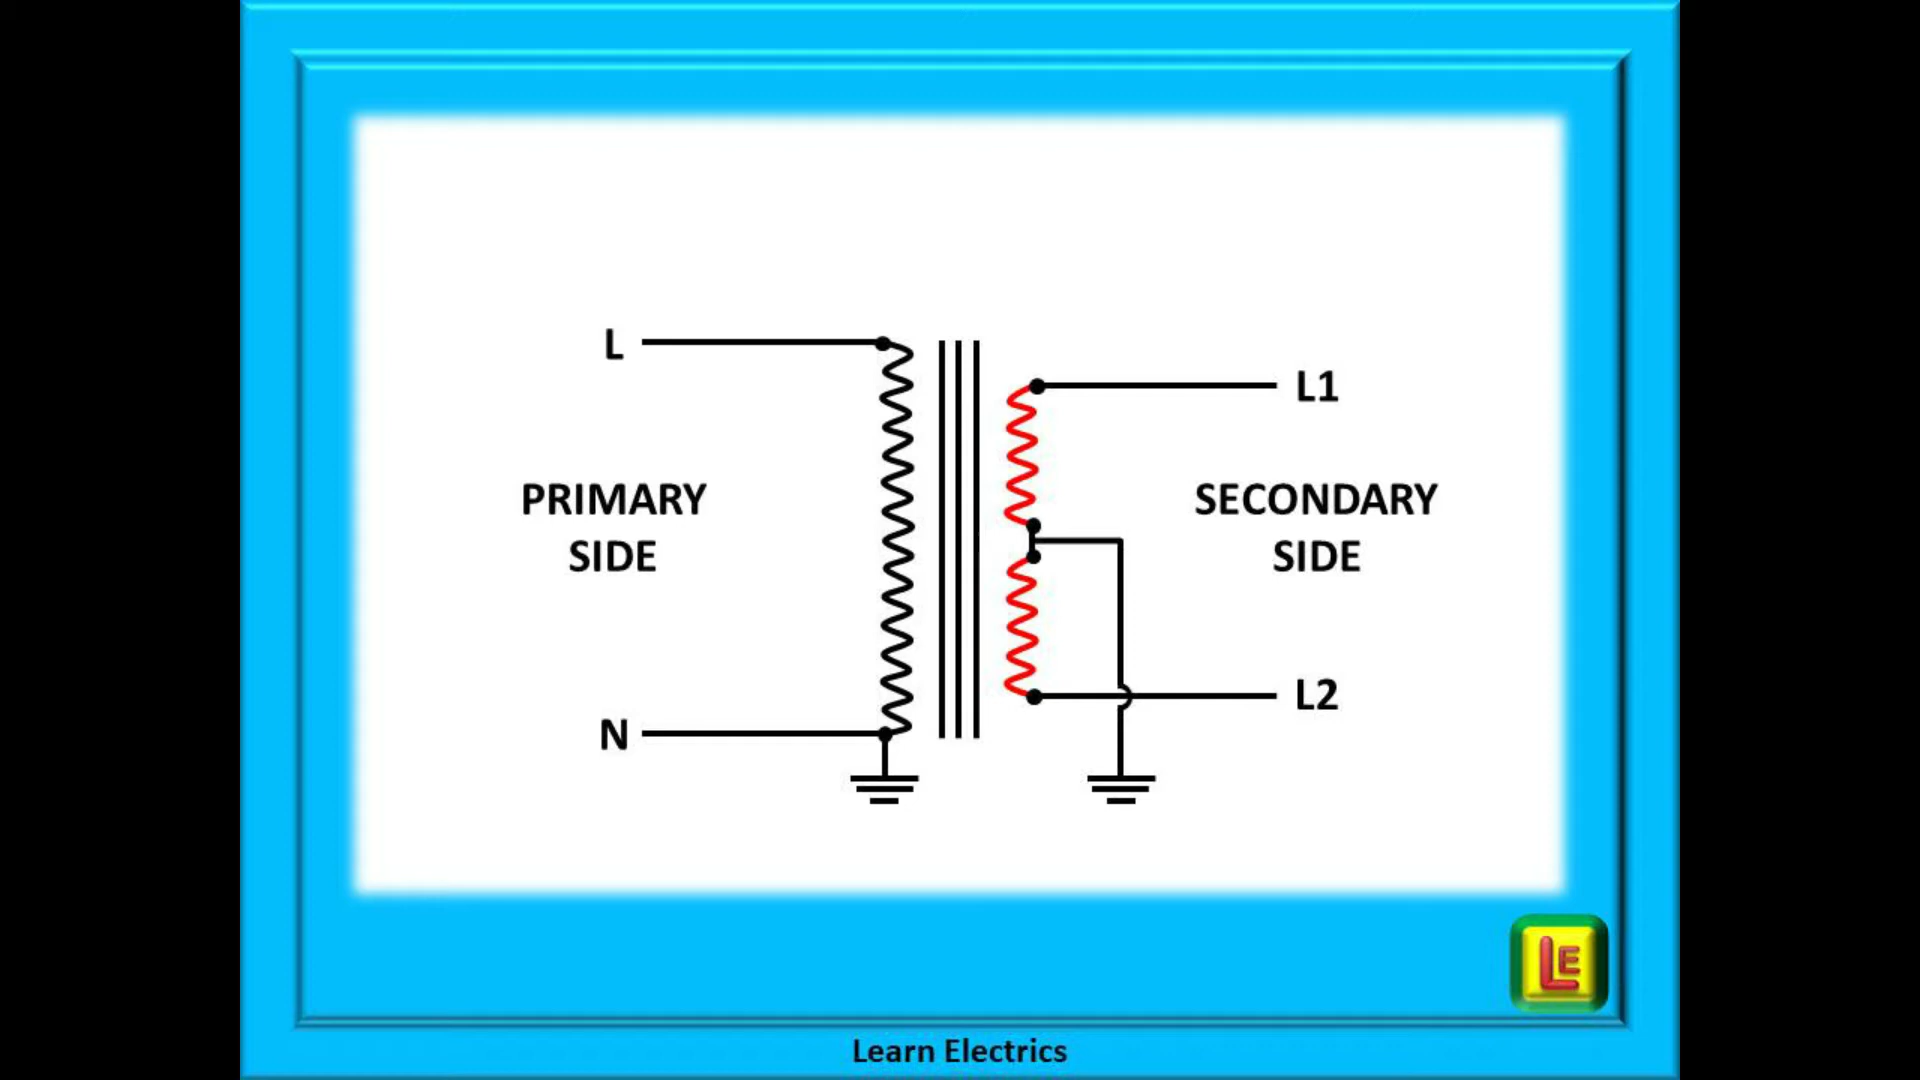 L
L1
PRIMARY
SIDE
SECONDARY
SIDE
L2
N
LE
Learn Electrics